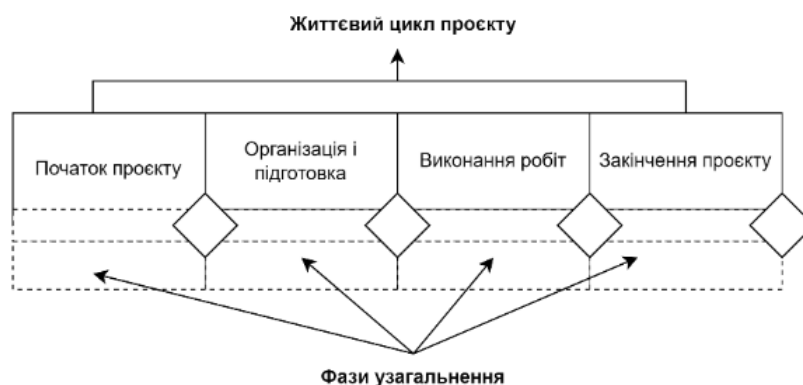 Життєвий цикл проєкту
Початок проєкту
Організація і
підготовка
Виконання робіт
Закінчення проєкту
Фази узагальнення